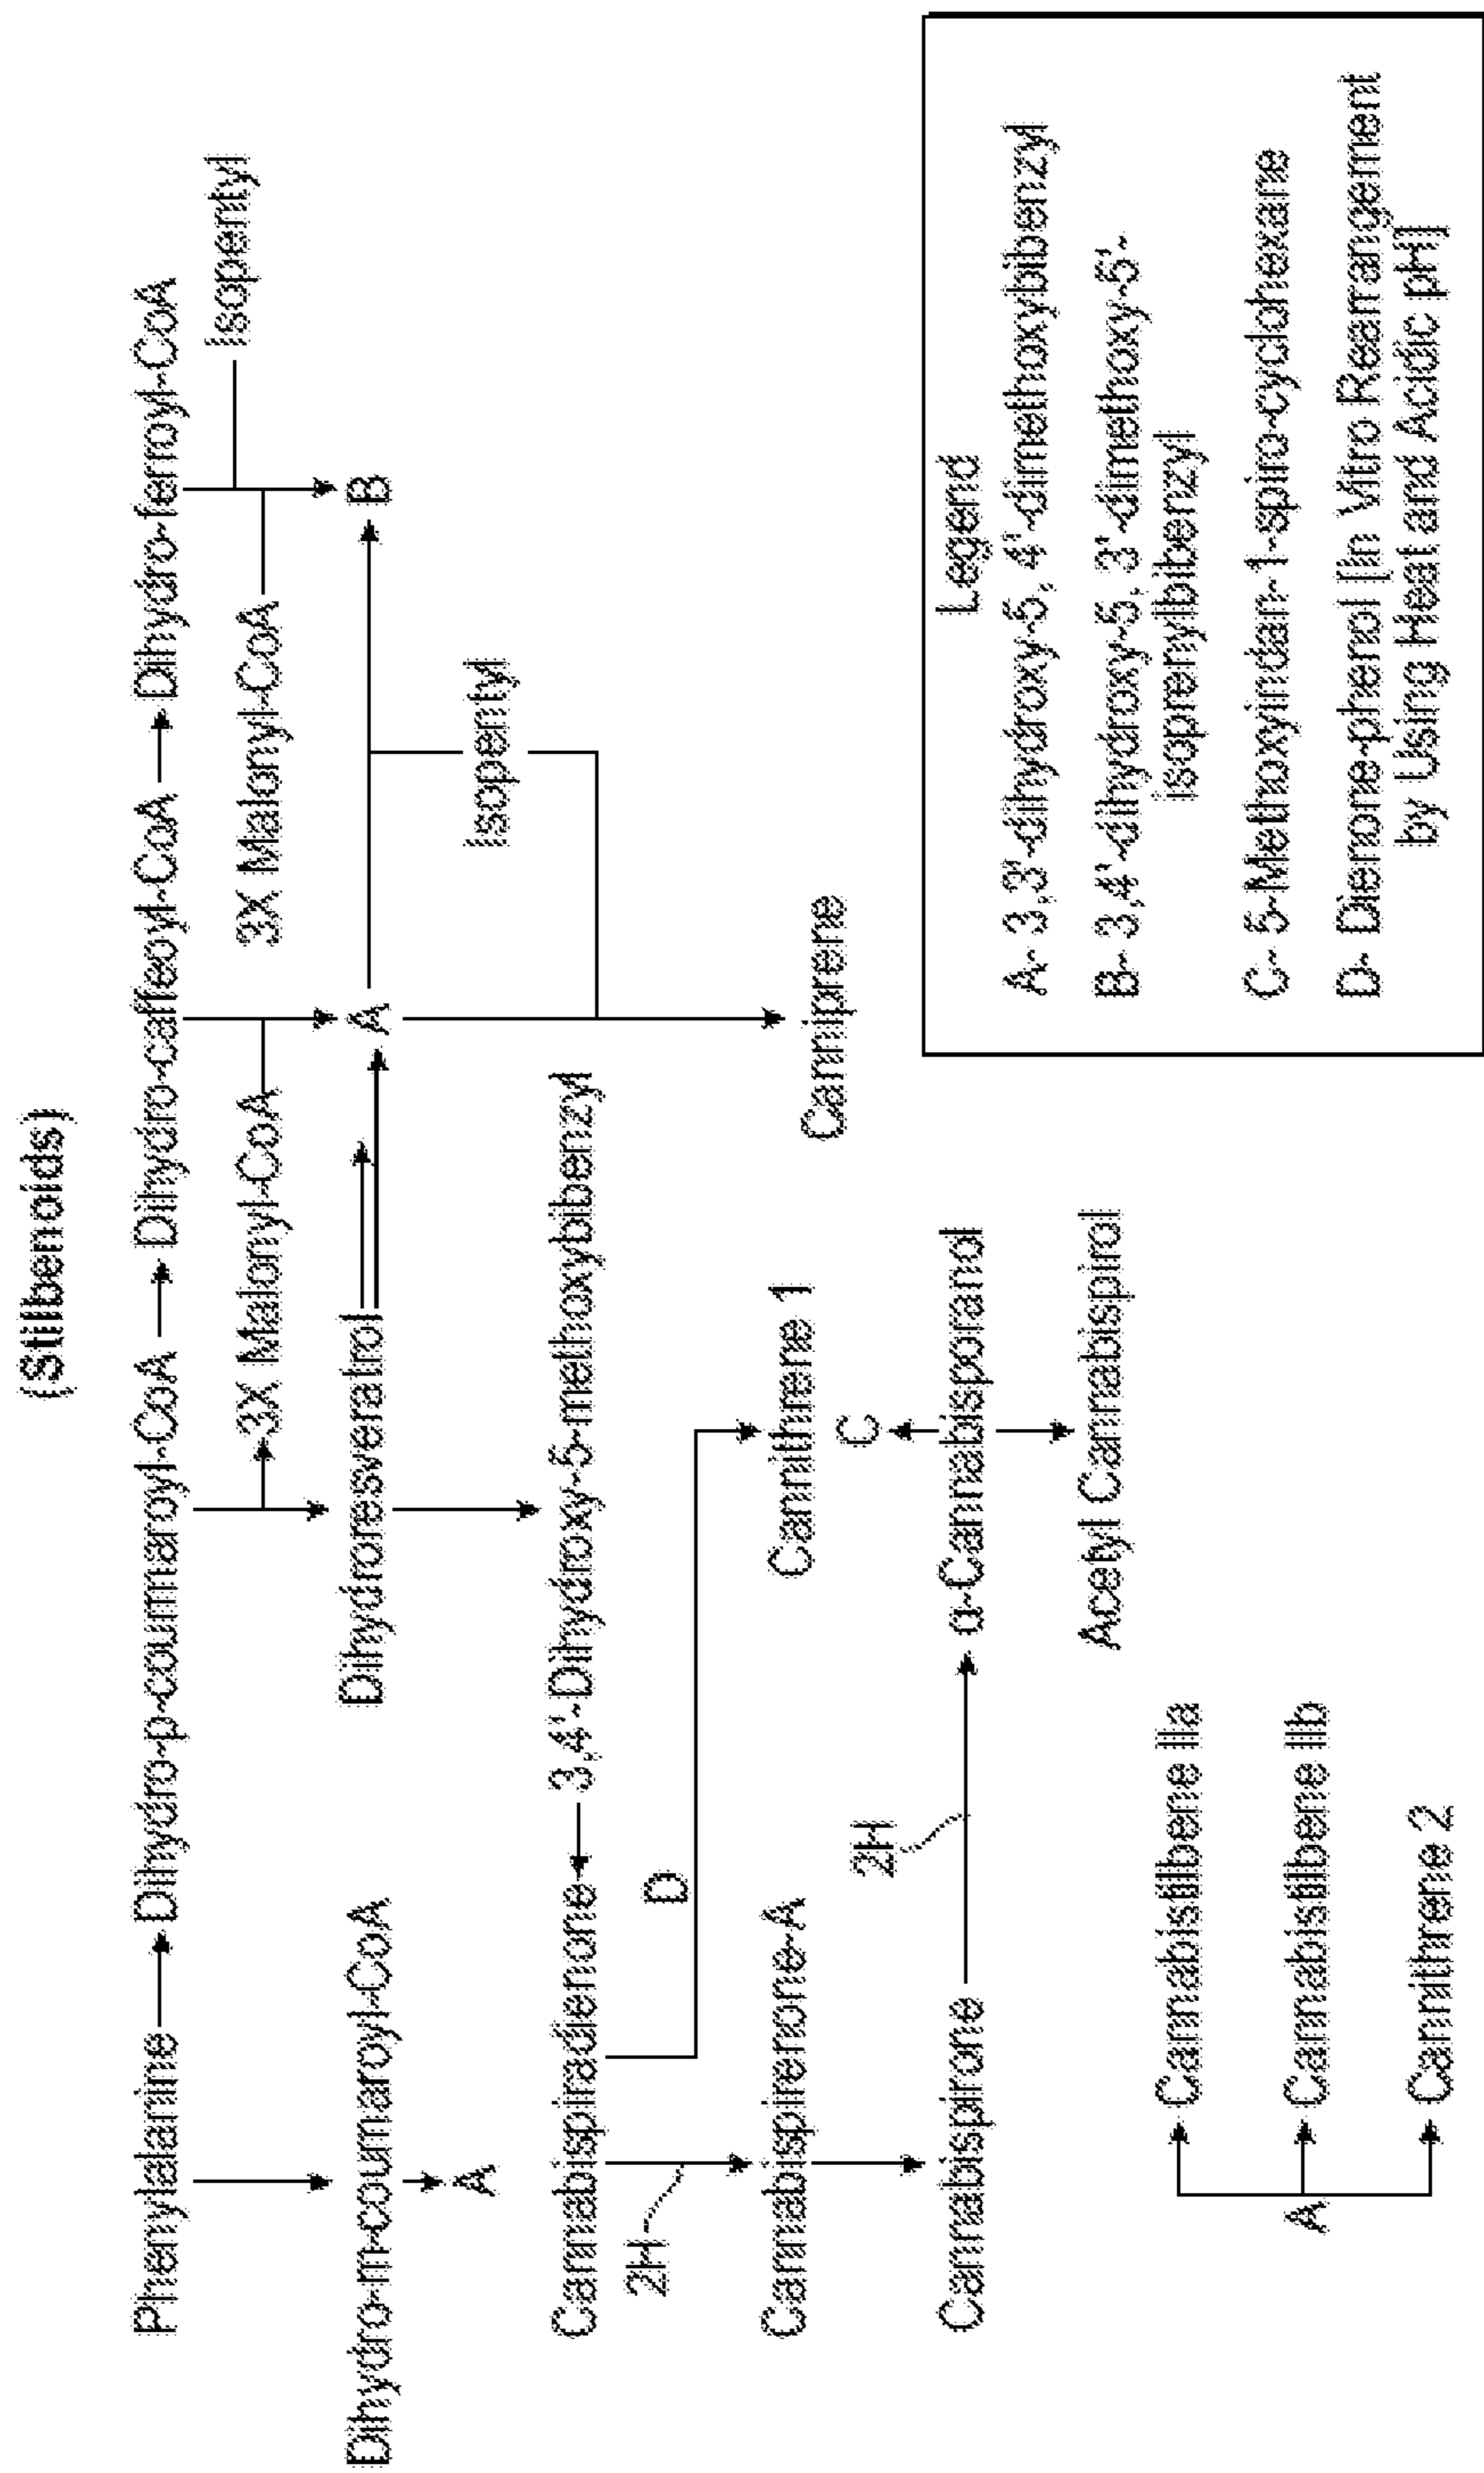 (Stilbenoids)
Phenylalanine
Dihydro-p-coumaroyl-CoA
Dihydro-caffeoyl-CoA
Dihydro-ferroyl-CoA
3X Malonyl-CoA
3X Malonyl-CoA
Isopentyl
Dihydro-m-coumaroyl-CoA
Dihydroresveratrol
A
B
A
Isopentyl
Cannabispiradienone
3,4'-Dihydroxy-5-methoxybibenzyl
2H
D
Cannabispirenone-A
Cannithrene 1
Canniprene
2H
C
Cannabispirone
α-Cannabispranol
Acetyl Cannabispirol
A
Cannabistilbene IIa
Cannabistilbene IIb
Cannithrene 2
Legend
A- 3,3'-dihydroxy-5, 4'-dimethoxybibenzyl
B- 3,4'-dihydroxy-5, 3'-dimethoxy-5'-
isoprenylbibenzyl
C- 5-Methoxyindan-1-spiro-cyclohexane
D- Dienone-phenol [In Vitro Rearrangement
by Using Heat and Acidic pH]